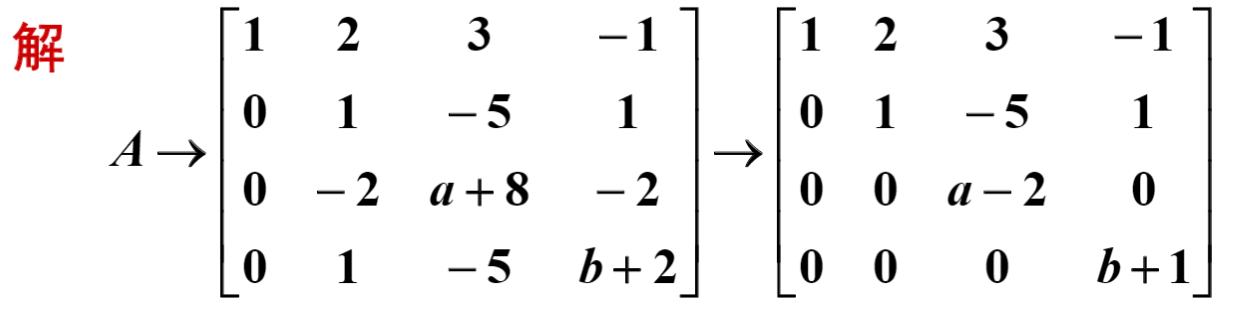 解
A → [1 2 3 −1] → [1 2 3 −1]
[0 1 −5 1] [0 1 −5 1]
[0 −2 a+8 −2] [0 0 a−2 0]
[0 1 −5 b+2] [0 0 0 b+1]